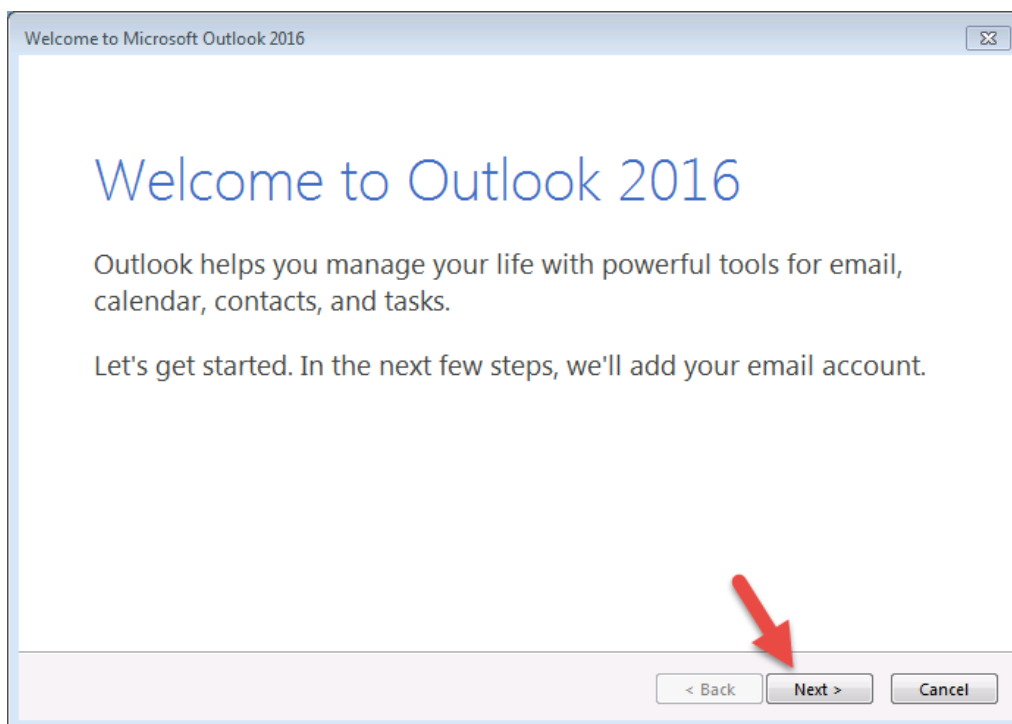 Welcome to Microsoft Outlook 2016
Welcome to Outlook 2016
Outlook helps you manage your life with powerful tools for email,
calendar, contacts, and tasks.
Let's get started. In the next few steps, we'll add your email account.
< Back Next > Cancel